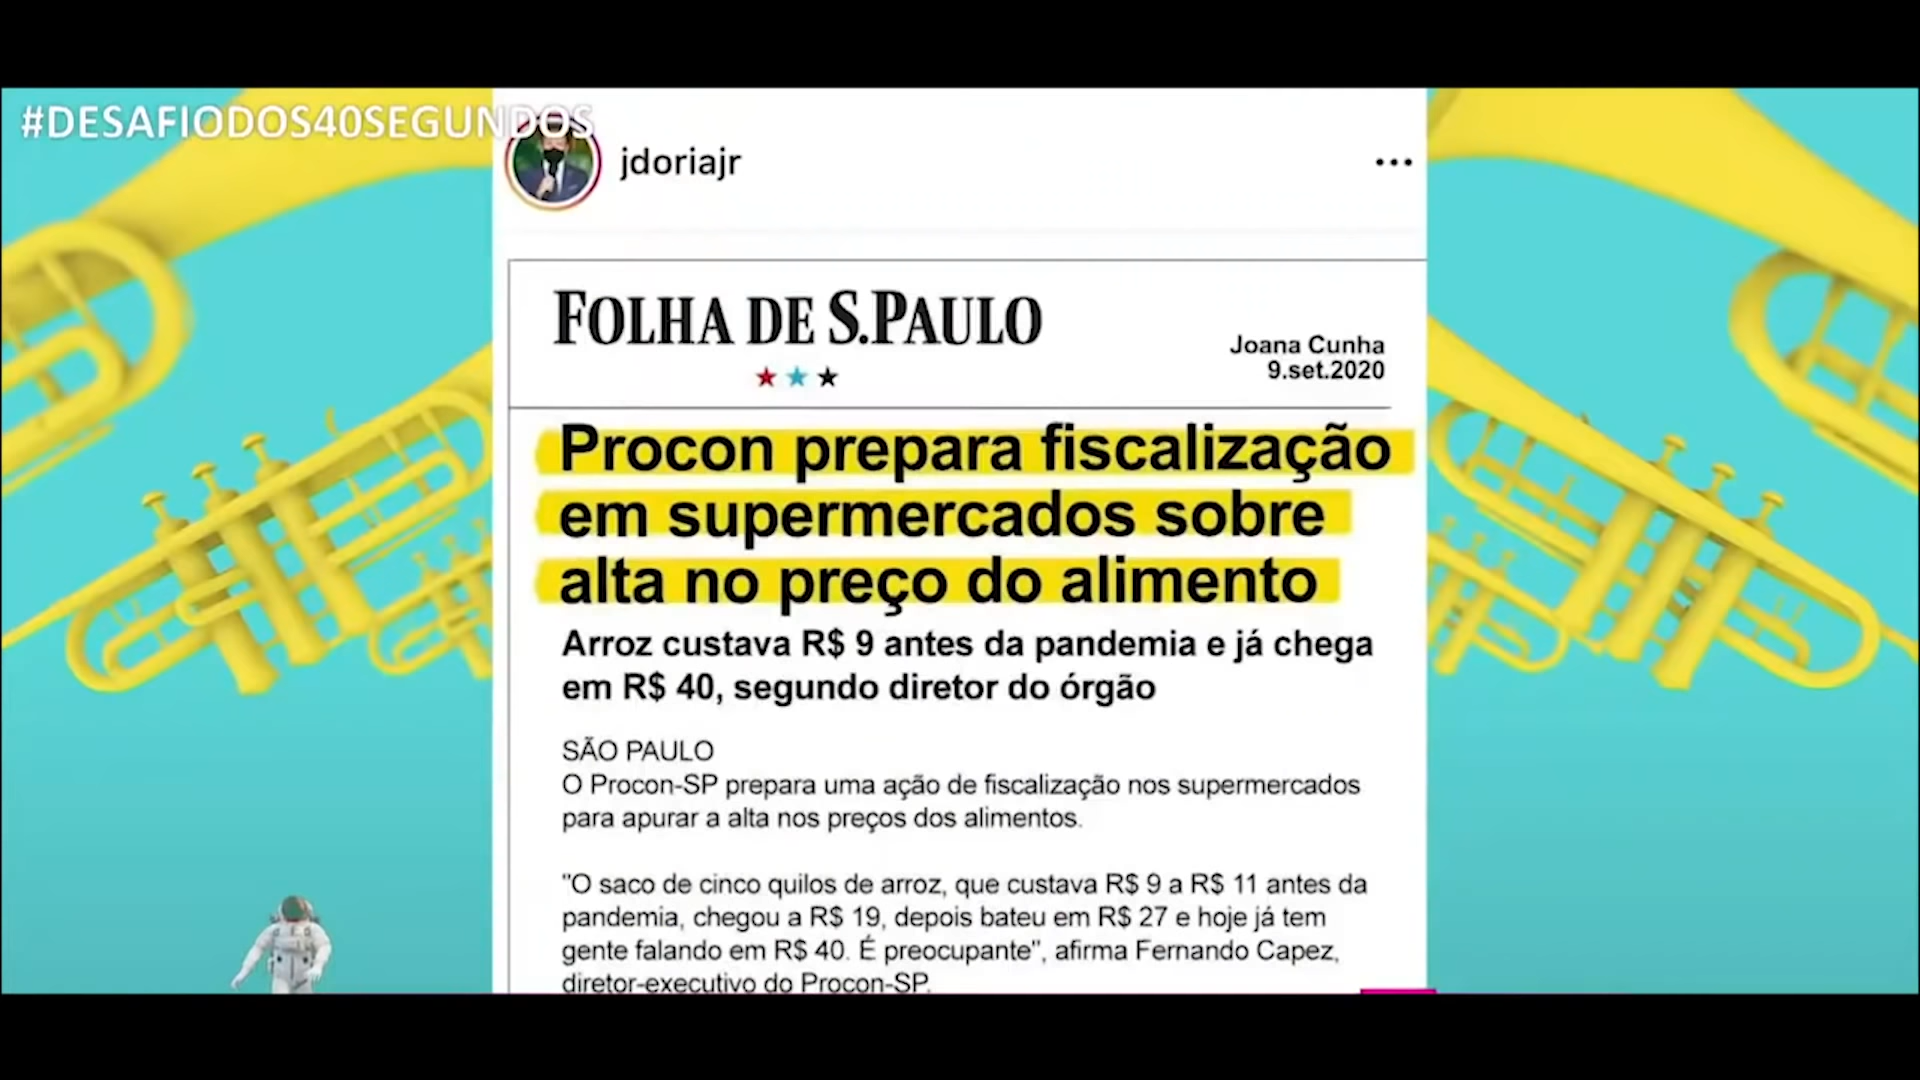 #DESAFIODOS40SEGUNDOS
jdoriajr
FOLHA DE S.PAULO
Joana Cunha
9.set.2020
Procon prepara fiscalização
em supermercados sobre
alta no preço do alimento
Arroz custava R$ 9 antes da pandemia e já chega
em R$ 40, segundo diretor do órgão
SÃO PAULO
O Procon-SP prepara uma ação de fiscalização nos supermercados
para apurar a alta nos preços dos alimentos.
"O saco de cinco quilos de arroz, que custava R$ 9 a R$ 11 antes da
pandemia, chegou a R$ 19, depois bateu em R$ 27 e hoje já tem
gente falando em R$ 40. É preocupante", afirma Fernando Capez,
diretor-executivo do Procon-SP.